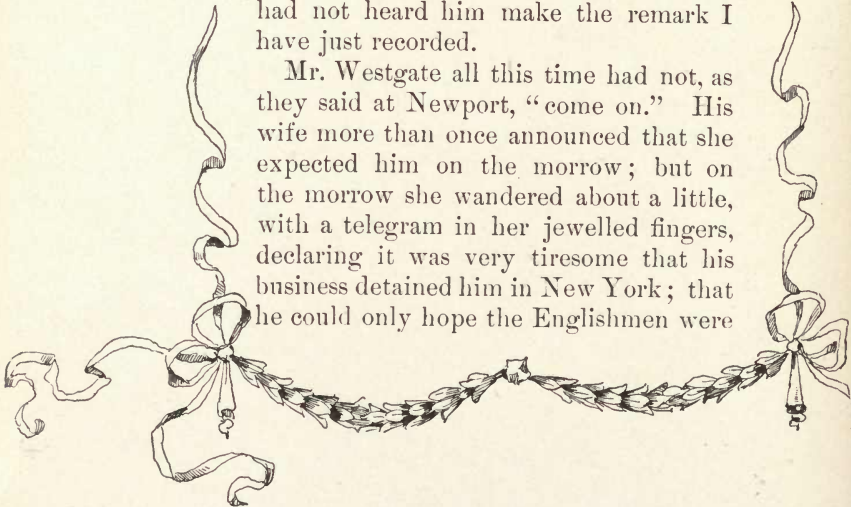 had not heard him make the remark I
have just recorded.
Mr. Westgate all this time had not, as
they said at Newport, “come on.” His
wife more than once announced that she
expected him on the morrow; but on
the morrow she wandered about a little,
with a telegram in her jewelled fingers,
declaring it was very tiresome that his
business detained him in New York; that
he could only hope the Englishmen were